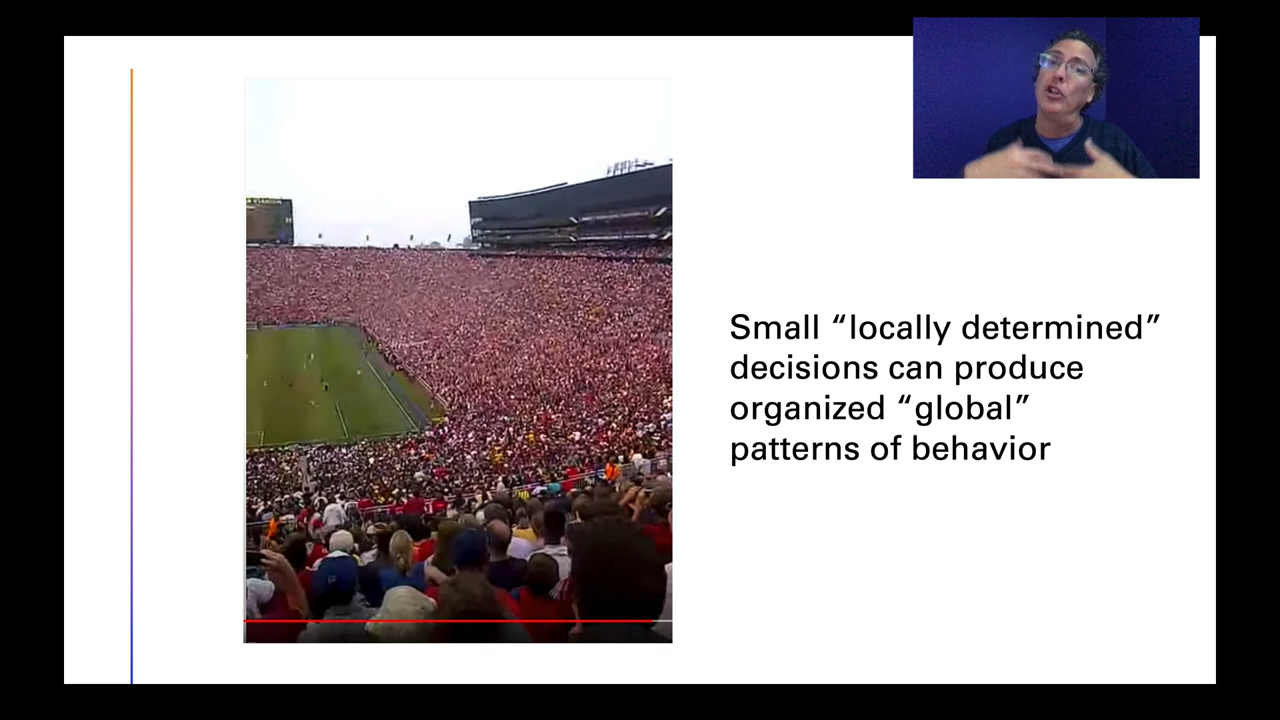 Small “locally determined”
decisions can produce
organized “global”
patterns of behavior